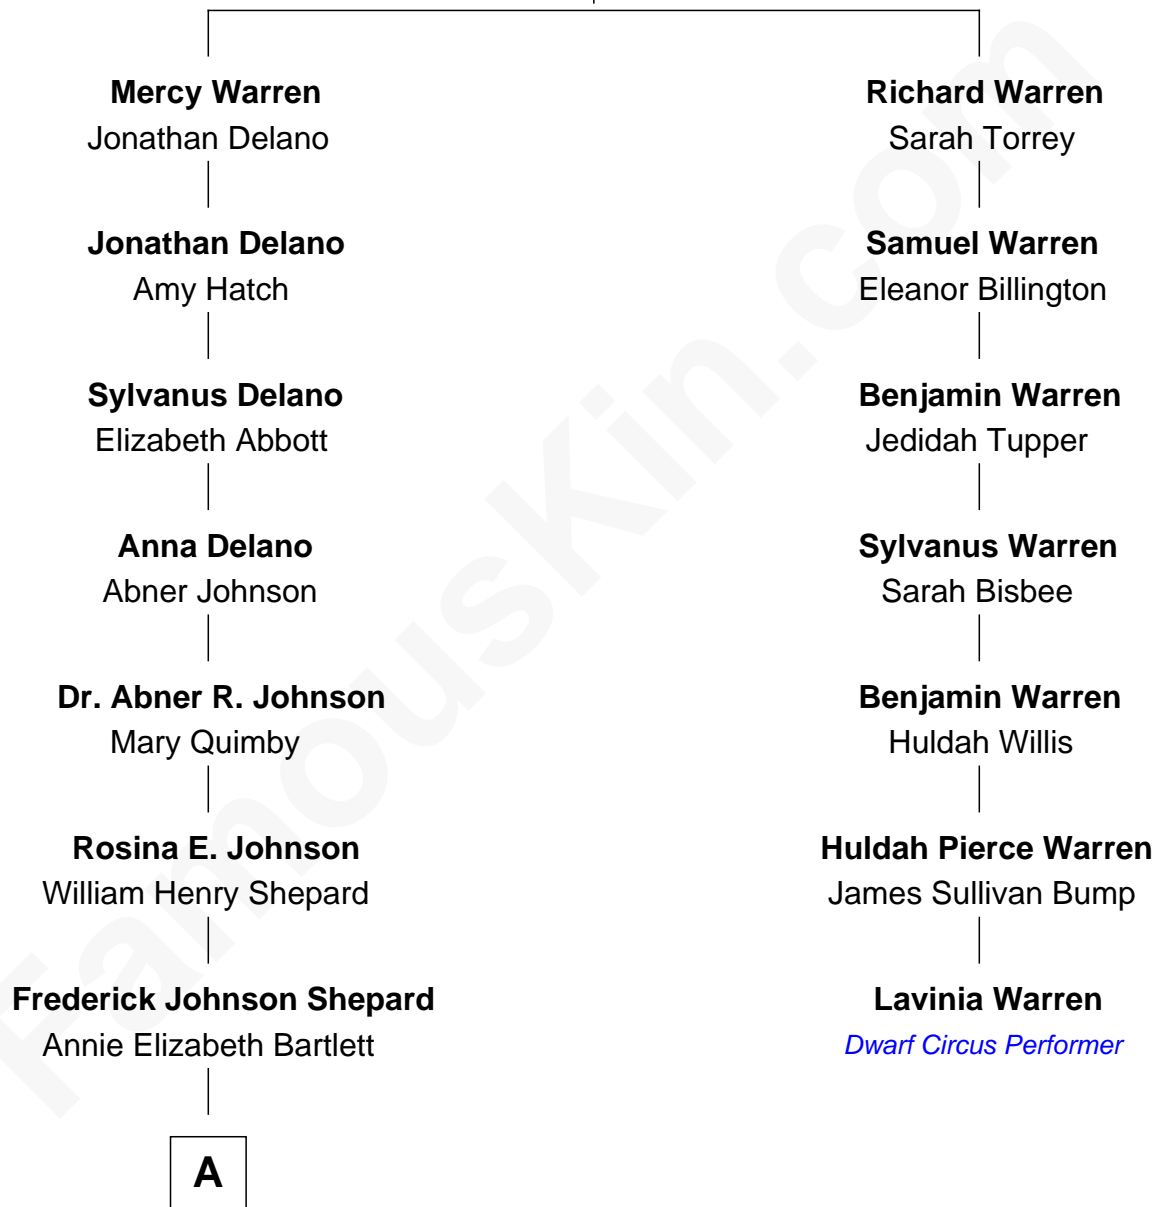 Mercy Warren
Jonathan Delano
Jonathan Delano
Amy Hatch
Sylvanus Delano
Elizabeth Abbott
Anna Delano
Abner Johnson
Dr. Abner R. Johnson
Mary Quimby
Rosina E. Johnson
William Henry Shepard
Frederick Johnson Shepard
Annie Elizabeth Bartlett
A
Richard Warren
Sarah Torrey
Samuel Warren
Eleanor Billington
Benjamin Warren
Jedidah Tupper
Sylvanus Warren
Sarah Bisbee
Benjamin Warren
Huldah Willis
Huldah Pierce Warren
James Sullivan Bump
Lavinia Warren
Dwarf Circus Performer
FamousKin.com